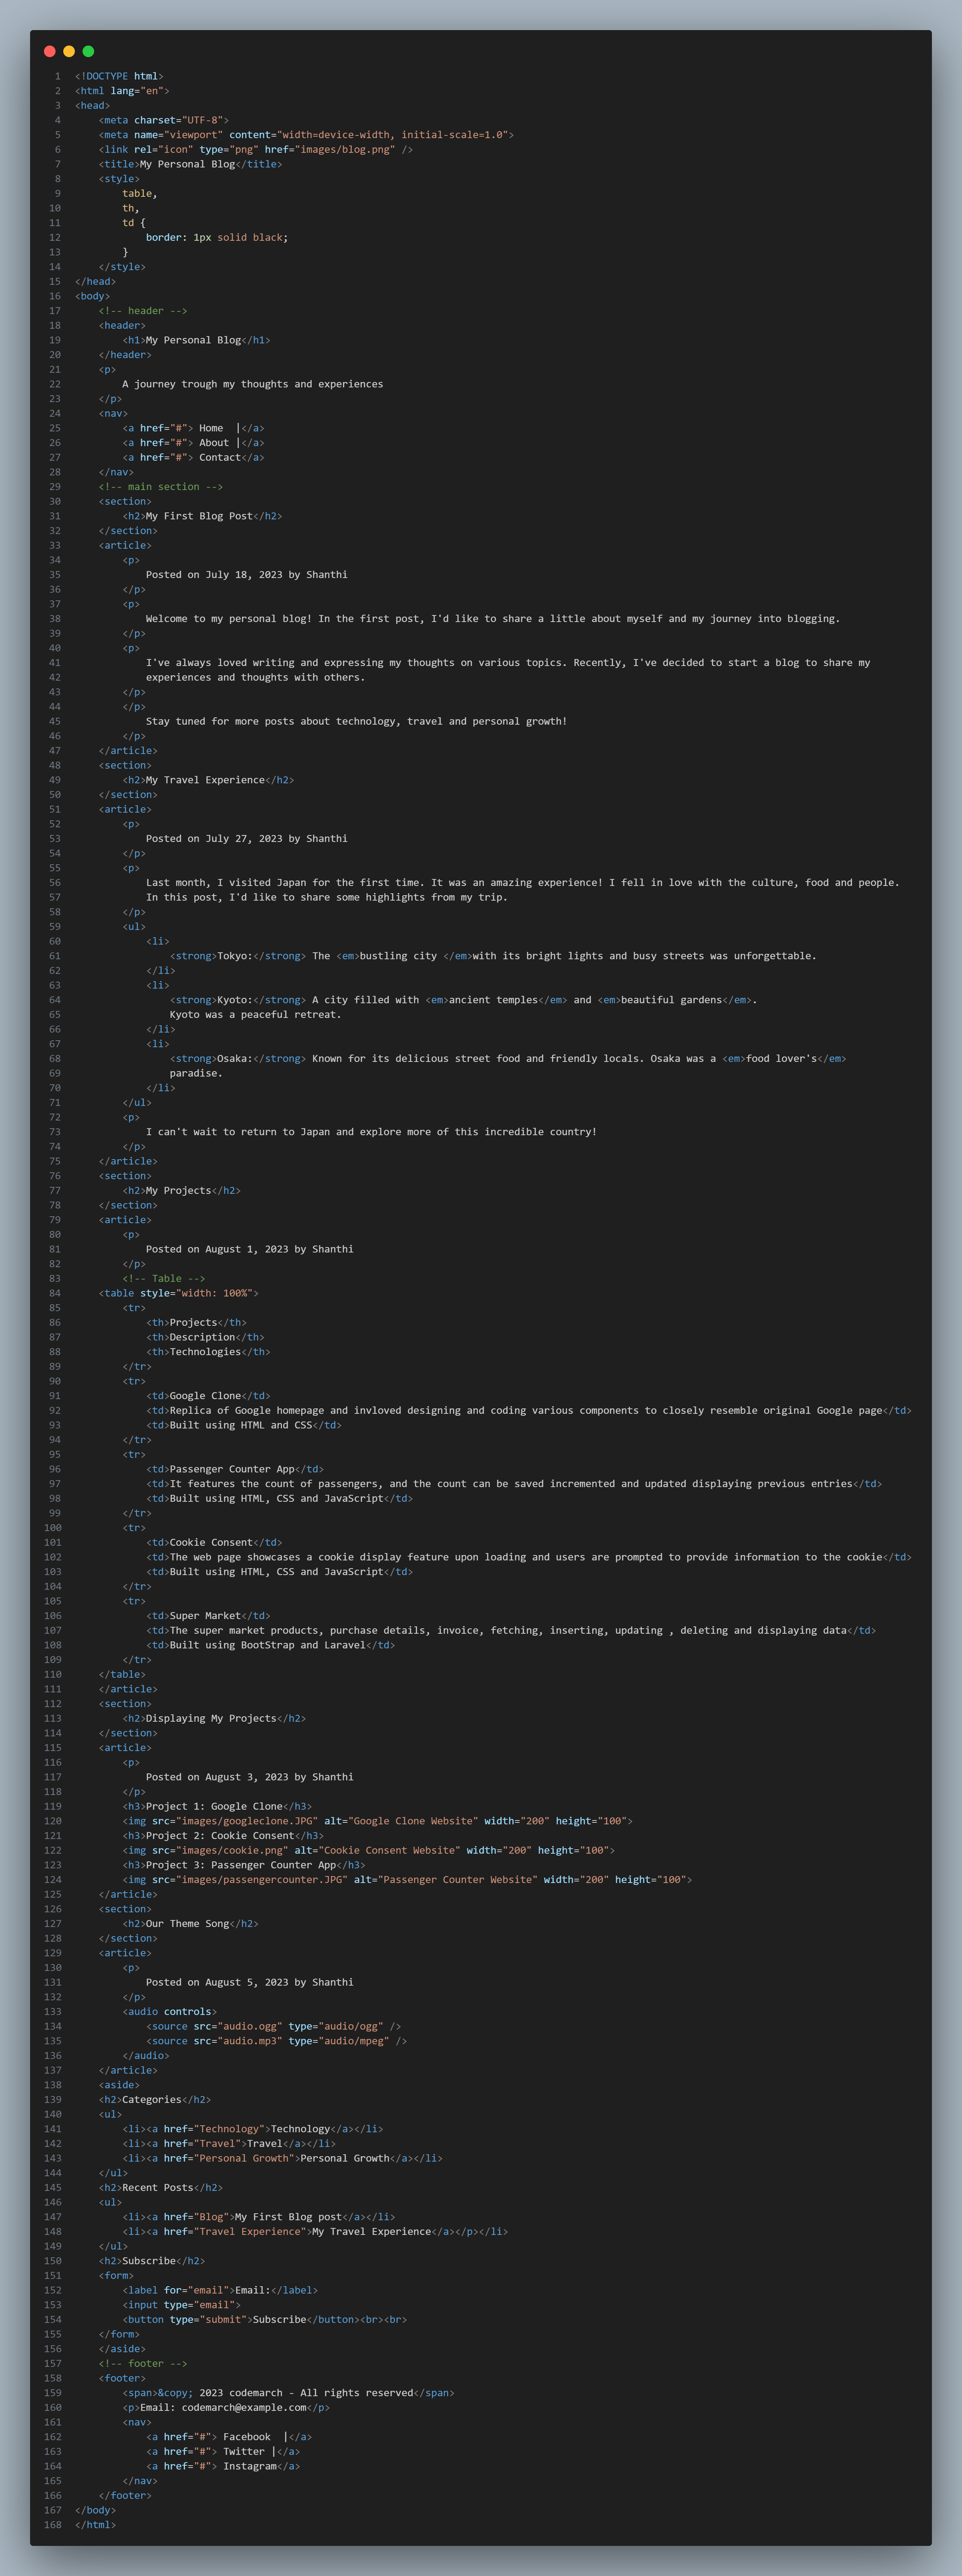 1 <!DOCTYPE html>
2 <html lang="en">
3 <head>
4     <meta charset="UTF-8">
5     <meta name="viewport" content="width=device-width, initial-scale=1.0">
6     <link rel="icon" type="png" href="images/blog.png" />
7     <title>My Personal Blog</title>
8     <style>
9         table,
10         th,
11         td {
12             border: 1px solid black;
13         }
14     </style>
15 </head>
16 <body>
17     <!-- header -->
18     <header>
19         <h1>My Personal Blog</h1>
20     </header>
21     <p>
22         A journey trough my thoughts and experiences
23     </p>
24     <nav>
25         <a href="#"> Home  |</a>
26         <a href="#"> About |</a>
27         <a href="#"> Contact</a>
28     </nav>
29     <!-- main section -->
30     <section>
31         <h2>My First Blog Post</h2>
32     </section>
33     <article>
34         <p>
35             Posted on July 18, 2023 by Shanthi
36         </p>
37         <p>
38             Welcome to my personal blog! In the first post, I'd like to share a little about myself and my journey into blogging.
39         </p>
40         <p>
41             I've always loved writing and expressing my thoughts on various topics. Recently, I've decided to start a blog to share my
42             experiences and thoughts with others.
43         </p>
44         </p>
45             Stay tuned for more posts about technology, travel and personal growth!
46         </p>
47     </article>
48     <section>
49         <h2>My Travel Experience</h2>
50     </section>
51     <article>
52         <p>
53             Posted on July 27, 2023 by Shanthi
54         </p>
55         <p>
56             Last month, I visited Japan for the first time. It was an amazing experience! I fell in love with the culture, food and people.
57             In this post, I'd like to share some highlights from my trip.
58         </p>
59         <ul>
60             <li>
61                 <strong>Tokyo:</strong> The <em>bustling city </em>with its bright lights and busy streets was unforgettable.
62             </li>
63             <li>
64                 <strong>Kyoto:</strong> A city filled with <em>ancient temples</em> and <em>beautiful gardens</em>.
65                 Kyoto was a peaceful retreat.
66             </li>
67             <li>
68                 <strong>Osaka:</strong> Known for its delicious street food and friendly locals. Osaka was a <em>food lover's</em>
69                 paradise.
70             </li>
71         </ul>
72         <p>
73             I can't wait to return to Japan and explore more of this incredible country!
74         </p>
75     </article>
76     <section>
77         <h2>My Projects</h2>
78     </section>
79     <article>
80         <p>
81             Posted on August 1, 2023 by Shanthi
82         </p>
83         <!-- Table -->
84     <table style="width: 100%">
85         <tr>
86             <th>Projects</th>
87             <th>Description</th>
88             <th>Technologies</th>
89         </tr>
90         <tr>
91             <td>Google Clone</td>
92             <td>Replica of Google homepage and invloved designing and coding various components to closely resemble original Google page</td>
93             <td>Built using HTML and CSS</td>
94         </tr>
95         <tr>
96             <td>Passenger Counter App</td>
97             <td>It features the count of passengers, and the count can be saved incremented and updated displaying previous entries</td>
98             <td>Built using HTML, CSS and JavaScript</td>
99         </tr>
100         <tr>
101             <td>Cookie Consent</td>
102             <td>The web page showcases a cookie display feature upon loading and users are prompted to provide information to the cookie</td>
103             <td>Built using HTML, CSS and JavaScript</td>
104         </tr>
105         <tr>
106             <td>Super Market</td>
107             <td>The super market products, purchase details, invoice, fetching, inserting, updating , deleting and displaying data</td>
108             <td>Built using BootStrap and Laravel</td>
109         </tr>
110     </table>
111     </article>
112     <section>
113         <h2>Displaying My Projects</h2>
114     </section>
115     <article>
116         <p>
117             Posted on August 3, 2023 by Shanthi
118         </p>
119         <h3>Project 1: Google Clone</h3>
120         <img src="images/googleclone.JPG" alt="Google Clone Website" width="200" height="100">
121         <h3>Project 2: Cookie Consent</h3>
122         <img src="images/cookie.png" alt="Cookie Consent Website" width="200" height="100">
123         <h3>Project 3: Passenger Counter App</h3>
124         <img src="images/passengercounter.JPG" alt="Passenger Counter Website" width="200" height="100">
125     </article>
126     <section>
127         <h2>Our Theme Song</h2>
128     </section>
129     <article>
130         <p>
131             Posted on August 5, 2023 by Shanthi
132         </p>
133         <audio controls>
134             <source src="audio.ogg" type="audio/ogg" />
135             <source src="audio.mp3" type="audio/mpeg" />
136         </audio>
137     </article>
138     <aside>
139     <h2>Categories</h2>
140     <ul>
141         <li><a href="Technology">Technology</a></li>
142         <li><a href="Travel">Travel</a></li>
143         <li><a href="Personal Growth">Personal Growth</a></li>
144     </ul>
145     <h2>Recent Posts</h2>
146     <ul>
147         <li><a href="Blog">My First Blog post</a></li>
148         <li><a href="Travel Experience">My Travel Experience</a></p></li>
149     </ul>
150     <h2>Subscribe</h2>
151     <form>
152         <label for="email">Email:</label>
153         <input type="email">
154         <button type="submit">Subscribe</button><br><br>
155     </form>
156     </aside>
157     <!-- footer -->
158     <footer>
159         <span>&copy; 2023 codemarch - All rights reserved</span>
160         <p>Email: codemarch@example.com</p>
161         <nav>
162             <a href="#"> Facebook  |</a>
163             <a href="#"> Twitter |</a>
164             <a href="#"> Instagram</a>
165         </nav>
166     </footer>
167 </body>
168 </html>